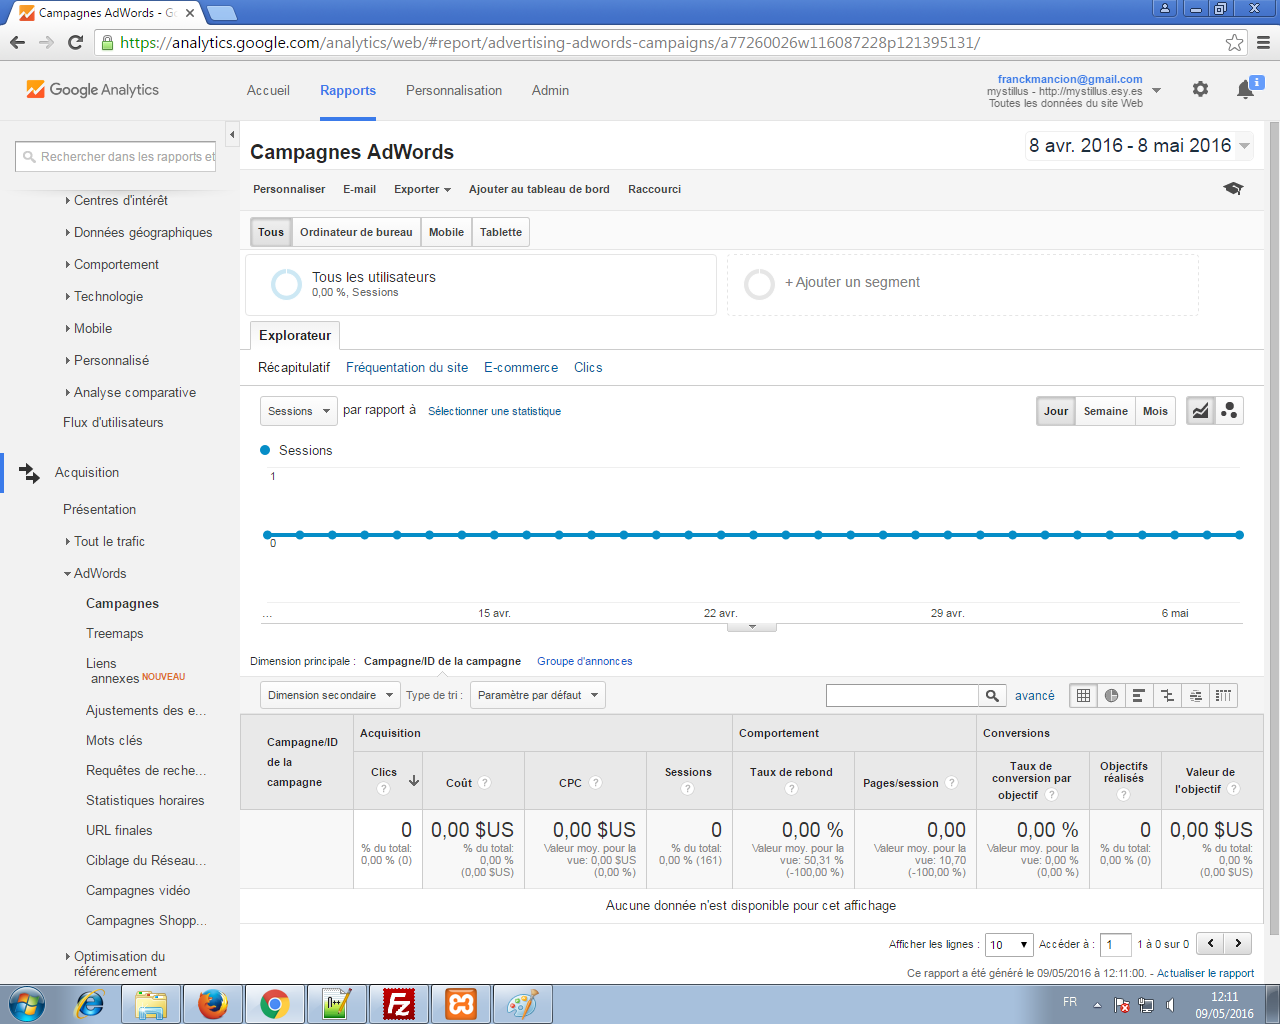 Campagnes AdWords - Go
https://analytics.google.com/analytics/web/#report/advertising-adwords-campaigns/a77260026w116087228p121395131/
Google Analytics
Accueil
Rapports
Personnalisation
Admin
franckmancion@gmail.com
mystillus - http://mystillus.esy.es
Toutes les données du site Web
Rechercher dans les rapports et
Centres d'intérêt
Données géographiques
Comportement
Technologie
Mobile
Personnalisé
Analyse comparative
Flux d'utilisateurs
Acquisition
Présentation
Tout le trafic
AdWords
Campagnes
Treemaps
Liens
annexes NOUVEAU
Ajustements des e...
Mots clés
Requêtes de reche...
Statistiques horaires
URL finales
Ciblage du Réseau...
Campagnes vidéo
Campagnes Shopp...
Optimisation du
référencement
Campagnes AdWords
8 avr. 2016 - 8 mai 2016
Personnaliser
E-mail
Exporter
Ajouter au tableau de bord
Raccourci
Tous
Ordinateur de bureau
Mobile
Tablette
Tous les utilisateurs
0,00 %, Sessions
+ Ajouter un segment
Explorateur
Récapitulatif
Fréquentation du site
E-commerce
Clics
Sessions
par rapport à
Sélectionner une statistique
Jour
Semaine
Mois
Sessions
1
0
...
15 avr.
22 avr.
29 avr.
6 mai
Dimension principale :
Campagne/ID de la campagne
Groupe d'annonces
Dimension secondaire
Type de tri :
Paramètre par défaut
avancé
Campagne/ID
de la
campagne
Acquisition
Comportement
Conversions
Clics ?
Coût ?
CPC ?
Sessions
?
Taux de rebond
?
Pages/session ?
Taux de
conversion par
objectif ?
Objectifs
réalisés
?
Valeur de
l'objectif ?
0
% du total:
0,00 % (0)
0,00 $US
% du total:
0,00 %
(0,00 $US)
0,00 $US
Valeur moy. pour la
vue: 0,00 $US
(0,00 %)
0
% du total:
0,00 % (161)
0,00 %
Valeur moy. pour la
vue: 50,31 %
(-100,00 %)
0,00
Valeur moy. pour la
vue: 10,70
(-100,00 %)
0,00 %
Valeur moy. pour la
vue: 0,00 %
(0,00 %)
0
% du total:
0,00 % (0)
0,00 $US
% du total:
0,00 %
(0,00 $US)
Aucune donnée n'est disponible pour cet affichage
Afficher les lignes :
10
Accéder à :
1
1 à 0 sur 0
Ce rapport a été généré le 09/05/2016 à 12:11:00. - Actualiser le rapport
FR
12:11
09/05/2016